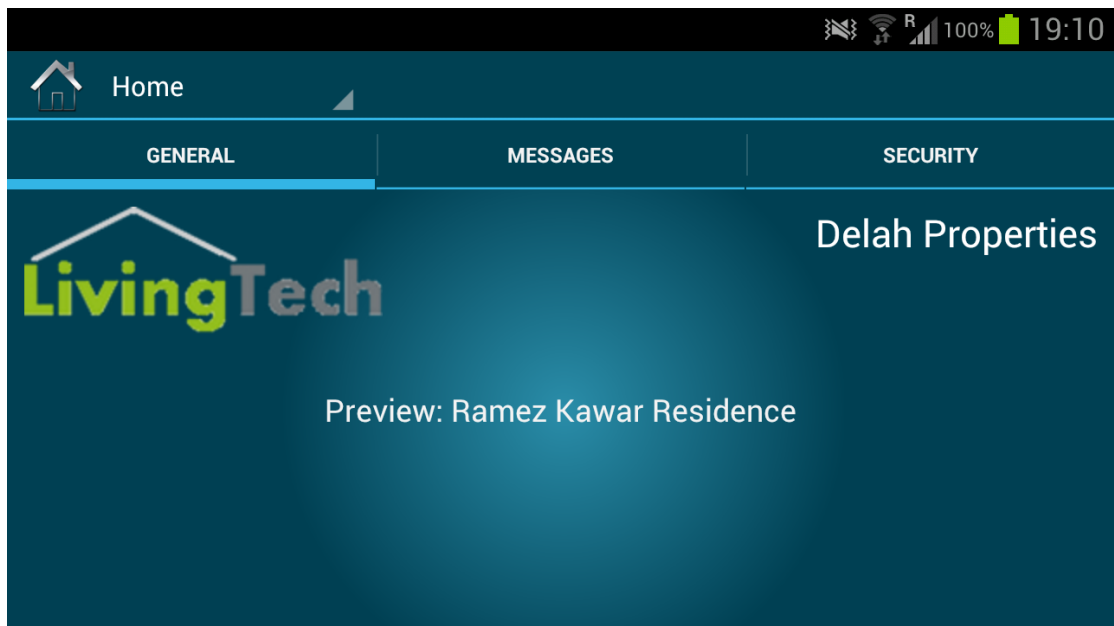 R 100% 19:10
Home
GENERAL MESSAGES SECURITY
LivingTech
Delah Properties
Preview: Ramez Kawar Residence